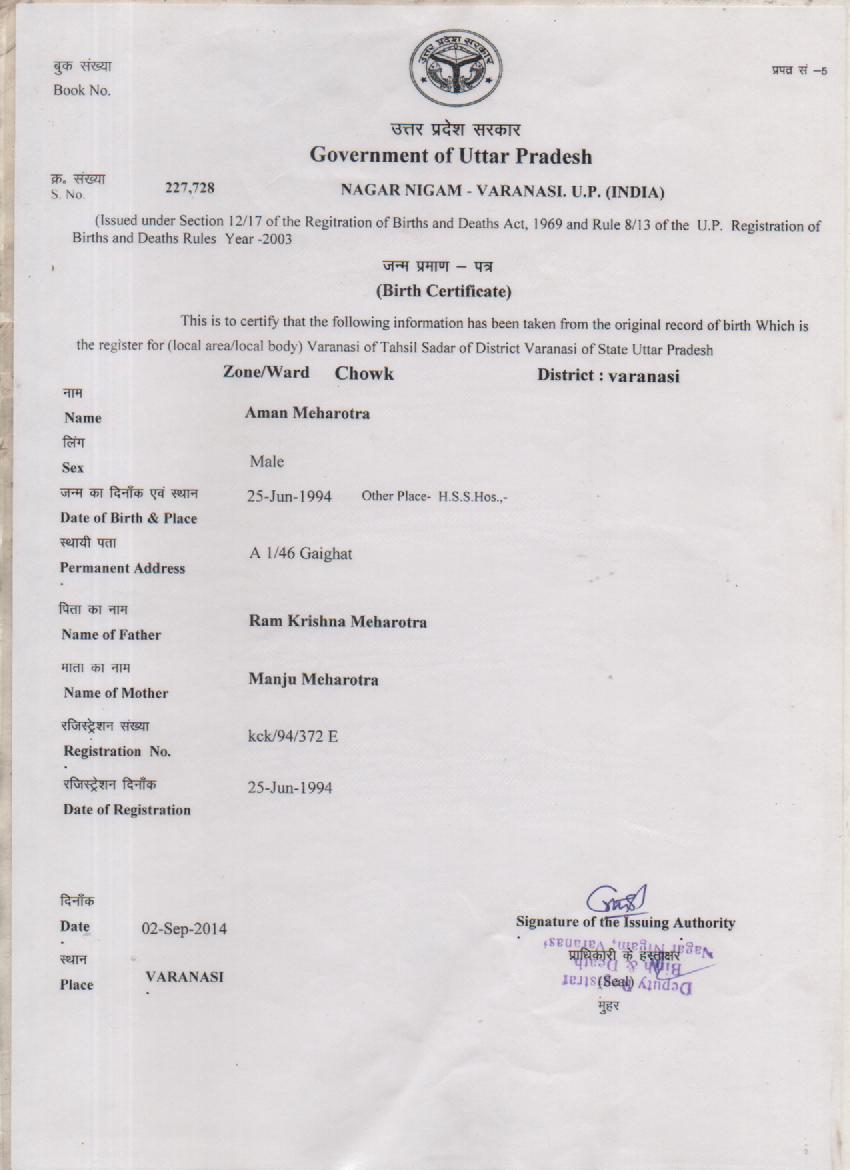 उत्तर प्रदेश सरकार
बुक संख्या
Book No.
प्रपत्र सं –5
उत्तर प्रदेश सरकार
Government of Uttar Pradesh
क्र० संख्या
S. No. 227,728 NAGAR NIGAM - VARANASI. U.P. (INDIA)
(Issued under Section 12/17 of the Regitration of Births and Deaths Act, 1969 and Rule 8/13 of the U.P. Registration of
Births and Deaths Rules Year -2003
जन्म प्रमाण – पत्र
(Birth Certificate)
This is to certify that the following information has been taken from the original record of birth Which is
the register for (local area/local body) Varanasi of Tahsil Sadar of District Varanasi of State Uttar Pradesh
Zone/Ward Chowk District : varanasi
नाम
Name Aman Meharotra
लिंग
Sex Male
जन्म का दिनाँक एवं स्थान 25-Jun-1994 Other Place- H.S.S.Hos.,-
Date of Birth & Place
स्थायी पता
A 1/46 Gaighat
Permanent Address
पिता का नाम
Ram Krishna Meharotra
Name of Father
माता का नाम
Manju Meharotra
Name of Mother
रजिस्ट्रेशन संख्या
kck/94/372 E
Registration No.
रजिस्ट्रेशन दिनाँक 25-Jun-1994
Date of Registration
दिनाँक
Date 02-Sep-2014
Signature of the Issuing Authority
स्थान
Place VARANASI
प्राधिकारी के हस्ताक्षर
(Seal)
मुहर
Deputy Registrar
Birth & Death
Nagar Nigam, Varanasi